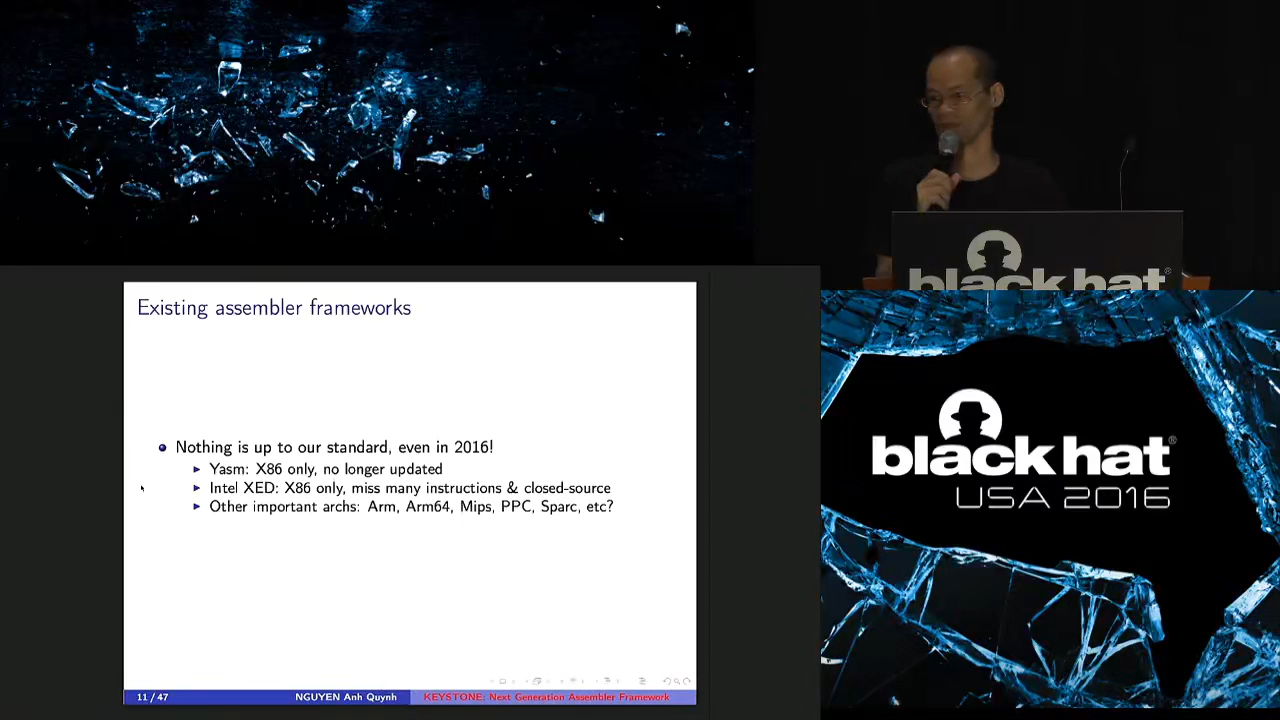 black hat®
Existing assembler frameworks
Nothing is up to our standard, even in 2016!
Yasm: X86 only, no longer updated
Intel XED: X86 only, miss many instructions & closed-source
Other important archs: Arm, Arm64, Mips, PPC, Sparc, etc?
11 / 47
NGUYEN Anh Quynh
KEYSTONE: Next Generation Assembler Framework
black hat®
USA 2016